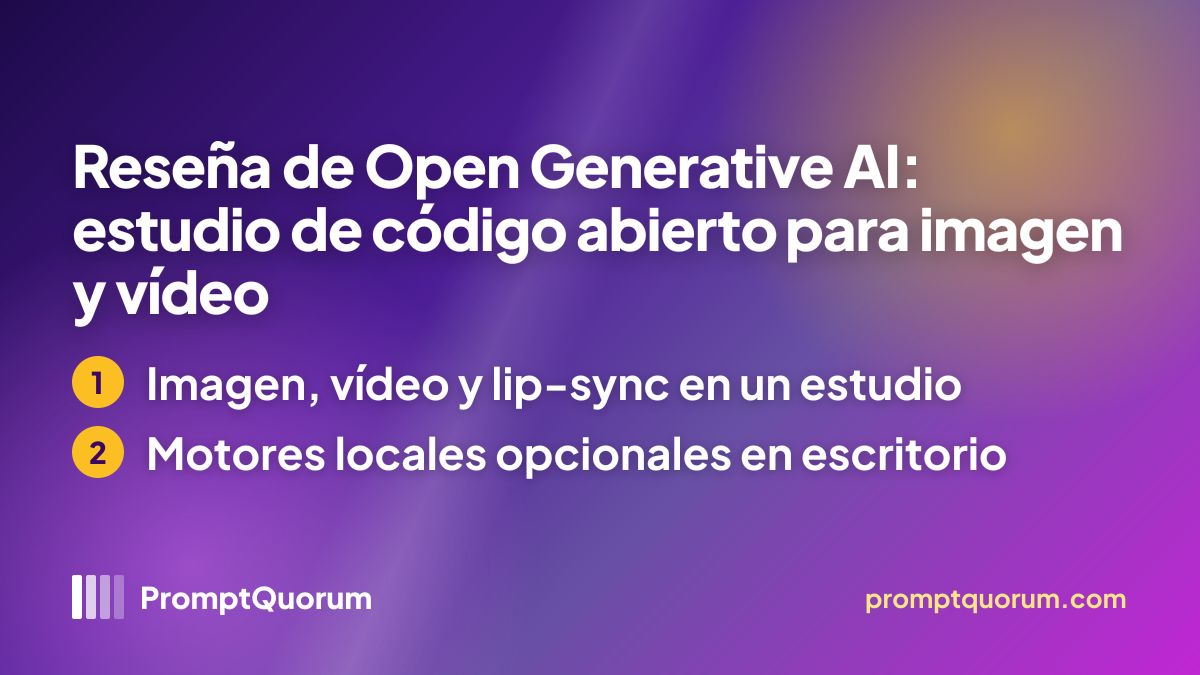 Reseña de Open Generative AI:
estudio de código abierto para imagen
y vídeo
1 Imagen, vídeo y lip-sync en un estudio
2 Motores locales opcionales en escritorio
PromptQuorum
promptquorum.com